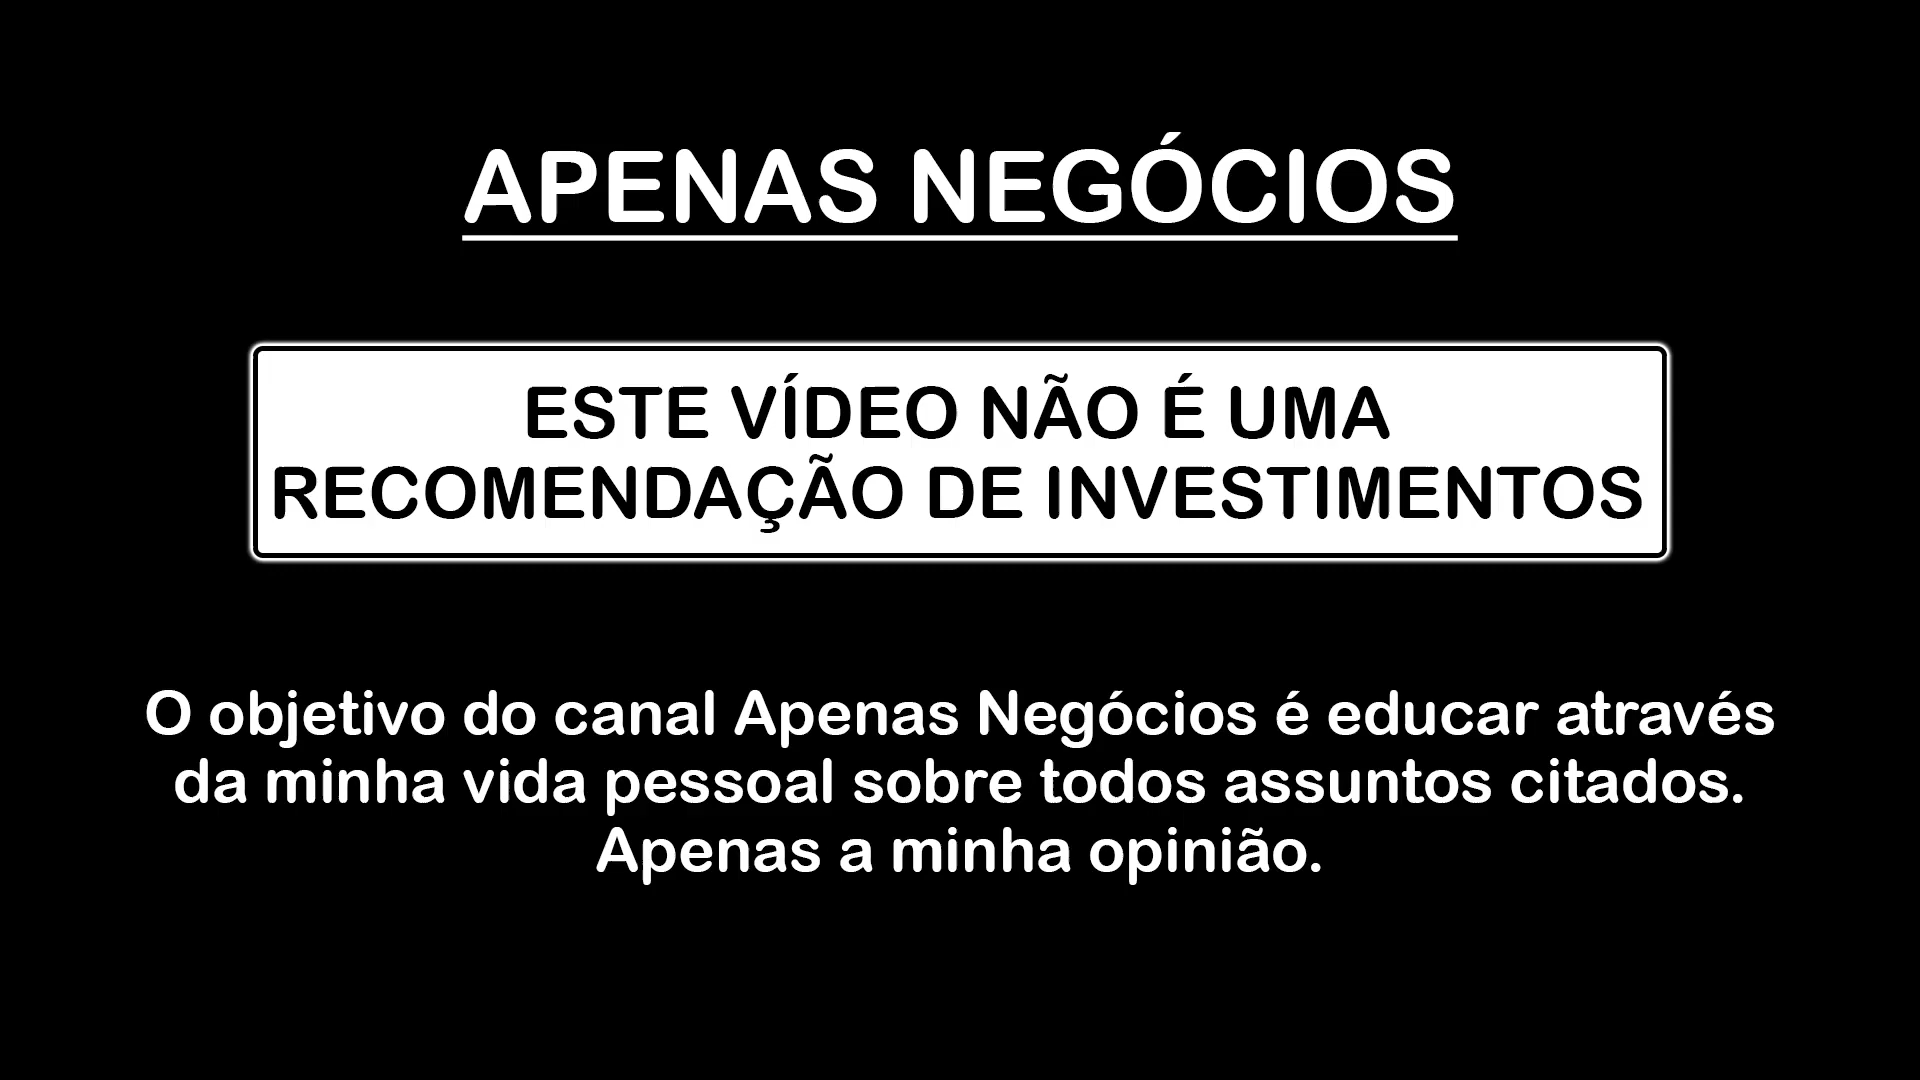 APENAS NEGÓCIOS
ESTE VÍDEO NÃO É UMA
RECOMENDAÇÃO DE INVESTIMENTOS
O objetivo do canal Apenas Negócios é educar através
da minha vida pessoal sobre todos assuntos citados.
Apenas a minha opinião.